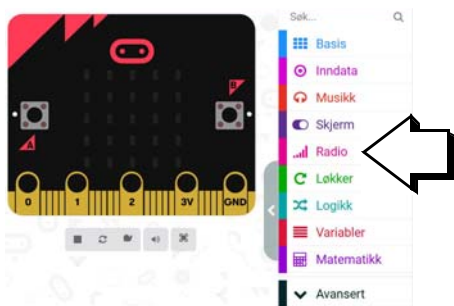 Søk...
Basis
Inndata
Musikk
Skjerm
Radio
Løkker
Logikk
Variabler
Matematikk
Avansert
A
B
0 1 2 3V GND